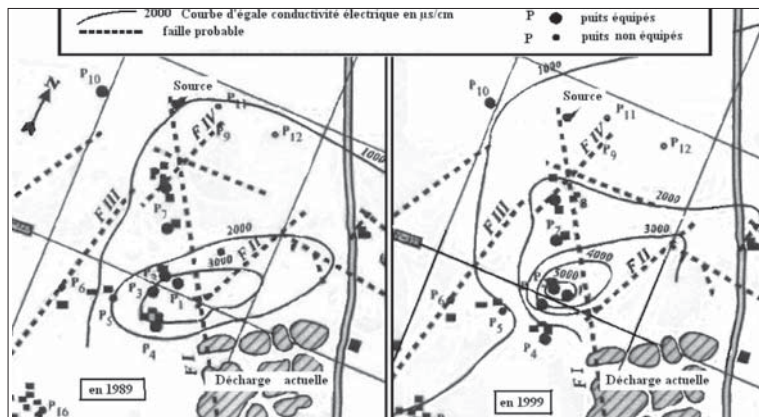 2000 Courbe d'égale conductivité électrique en µs/cm
faille probable
P puits équipés
P puits non équipés
N
P10
Source
P11
F IV
P9
P12
1000
F III
P7
2000
3000
F II
P6
P3
P1
P5
P4
F I
Décharge actuelle
en 1989
P16
1000
P10
Source
P11
F IV
P9
P12
2000
F III
8
P7
3000
4000
F II
P6
P
P5
P4
F I
Décharge actuelle
en 1999